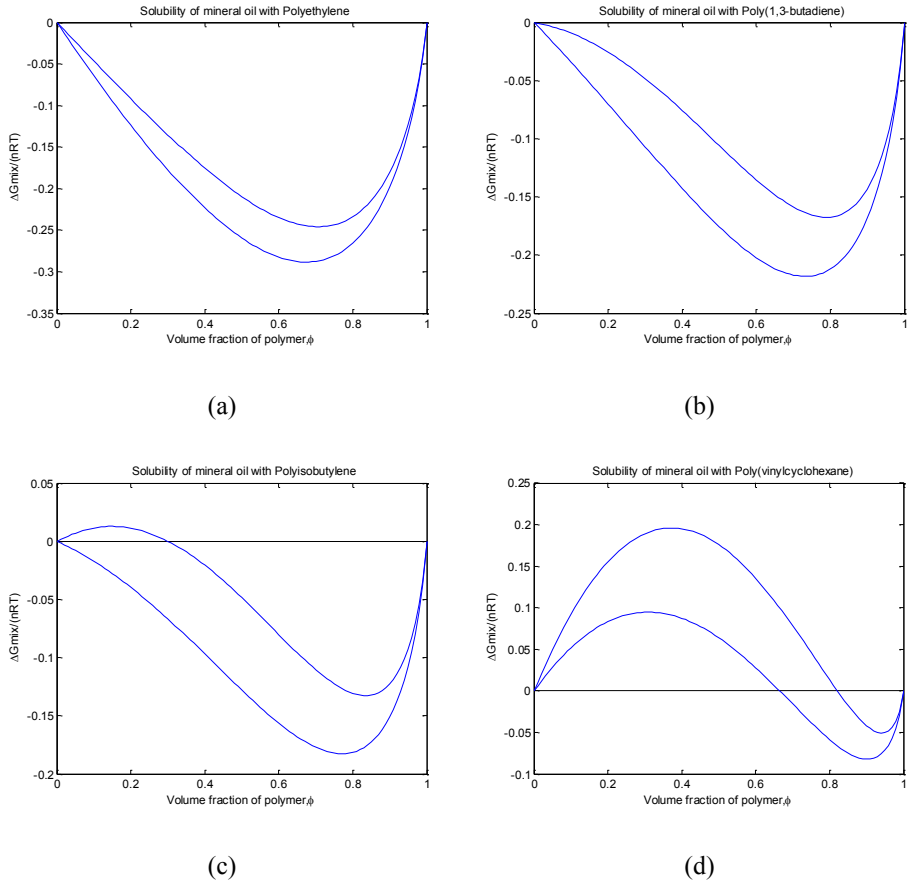 Solubility of mineral oil with Polyethylene
0
-0.05
-0.1
-0.15
-0.2
-0.25
-0.3
-0.35
ΔGmix/(nRT)
0 0.2 0.4 0.6 0.8 1
Volume fraction of polymer,ϕ
(a)
Solubility of mineral oil with Poly(1,3-butadiene)
0
-0.05
-0.1
-0.15
-0.2
-0.25
ΔGmix/(nRT)
0 0.2 0.4 0.6 0.8 1
Volume fraction of polymer,ϕ
(b)
Solubility of mineral oil with Polyisobutylene
0.05
0
-0.05
-0.1
-0.15
-0.2
ΔGmix/(nRT)
0 0.2 0.4 0.6 0.8 1
Volume fraction of polymer,ϕ
(c)
Solubility of mineral oil with Poly(vinylcyclohexane)
0.25
0.2
0.15
0.1
0.05
0
-0.05
-0.1
ΔGmix/(nRT)
0 0.2 0.4 0.6 0.8 1
Volume fraction of polymer,ϕ
(d)